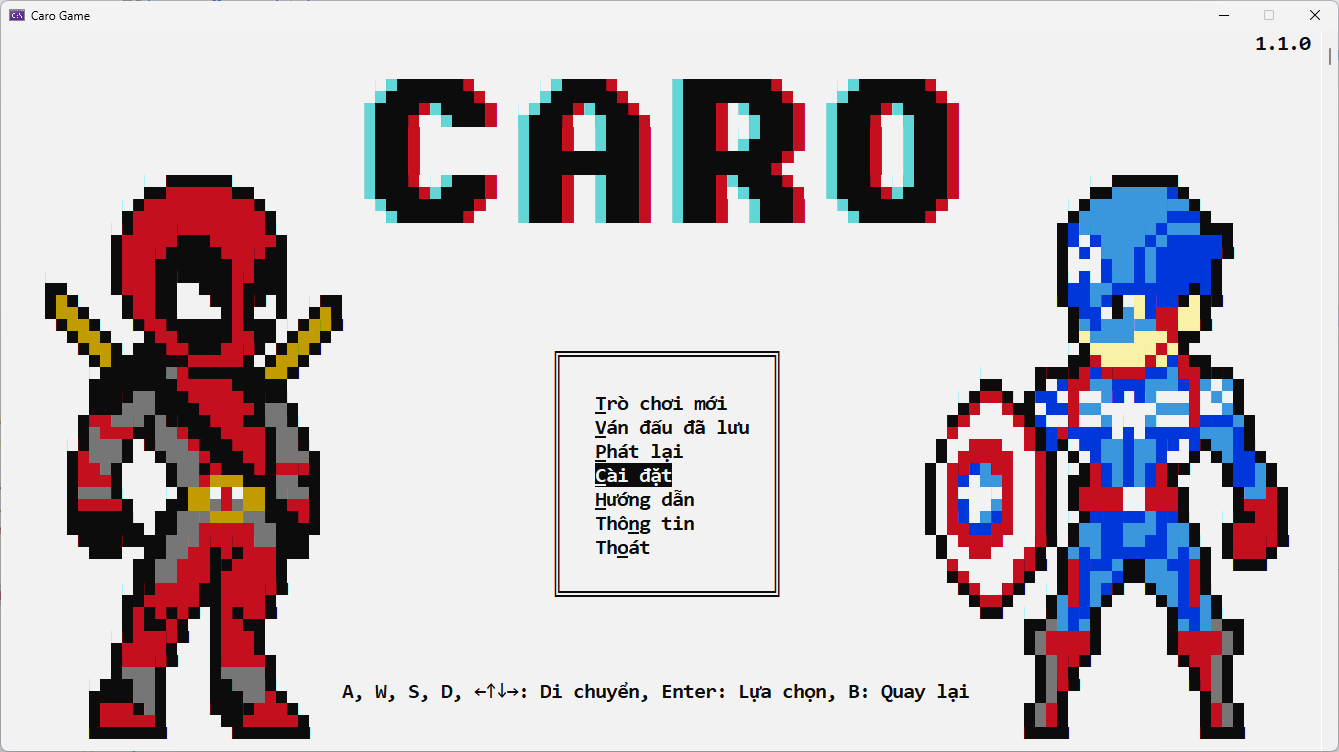 Caro Game
1.1.0
CARO
Trò chơi mới
Ván đấu đã lưu
Phát lại
Cài đặt
Hướng dẫn
Thông tin
Thoát
A, W, S, D, ←↑↓→: Di chuyển, Enter: Lựa chọn, B: Quay lại